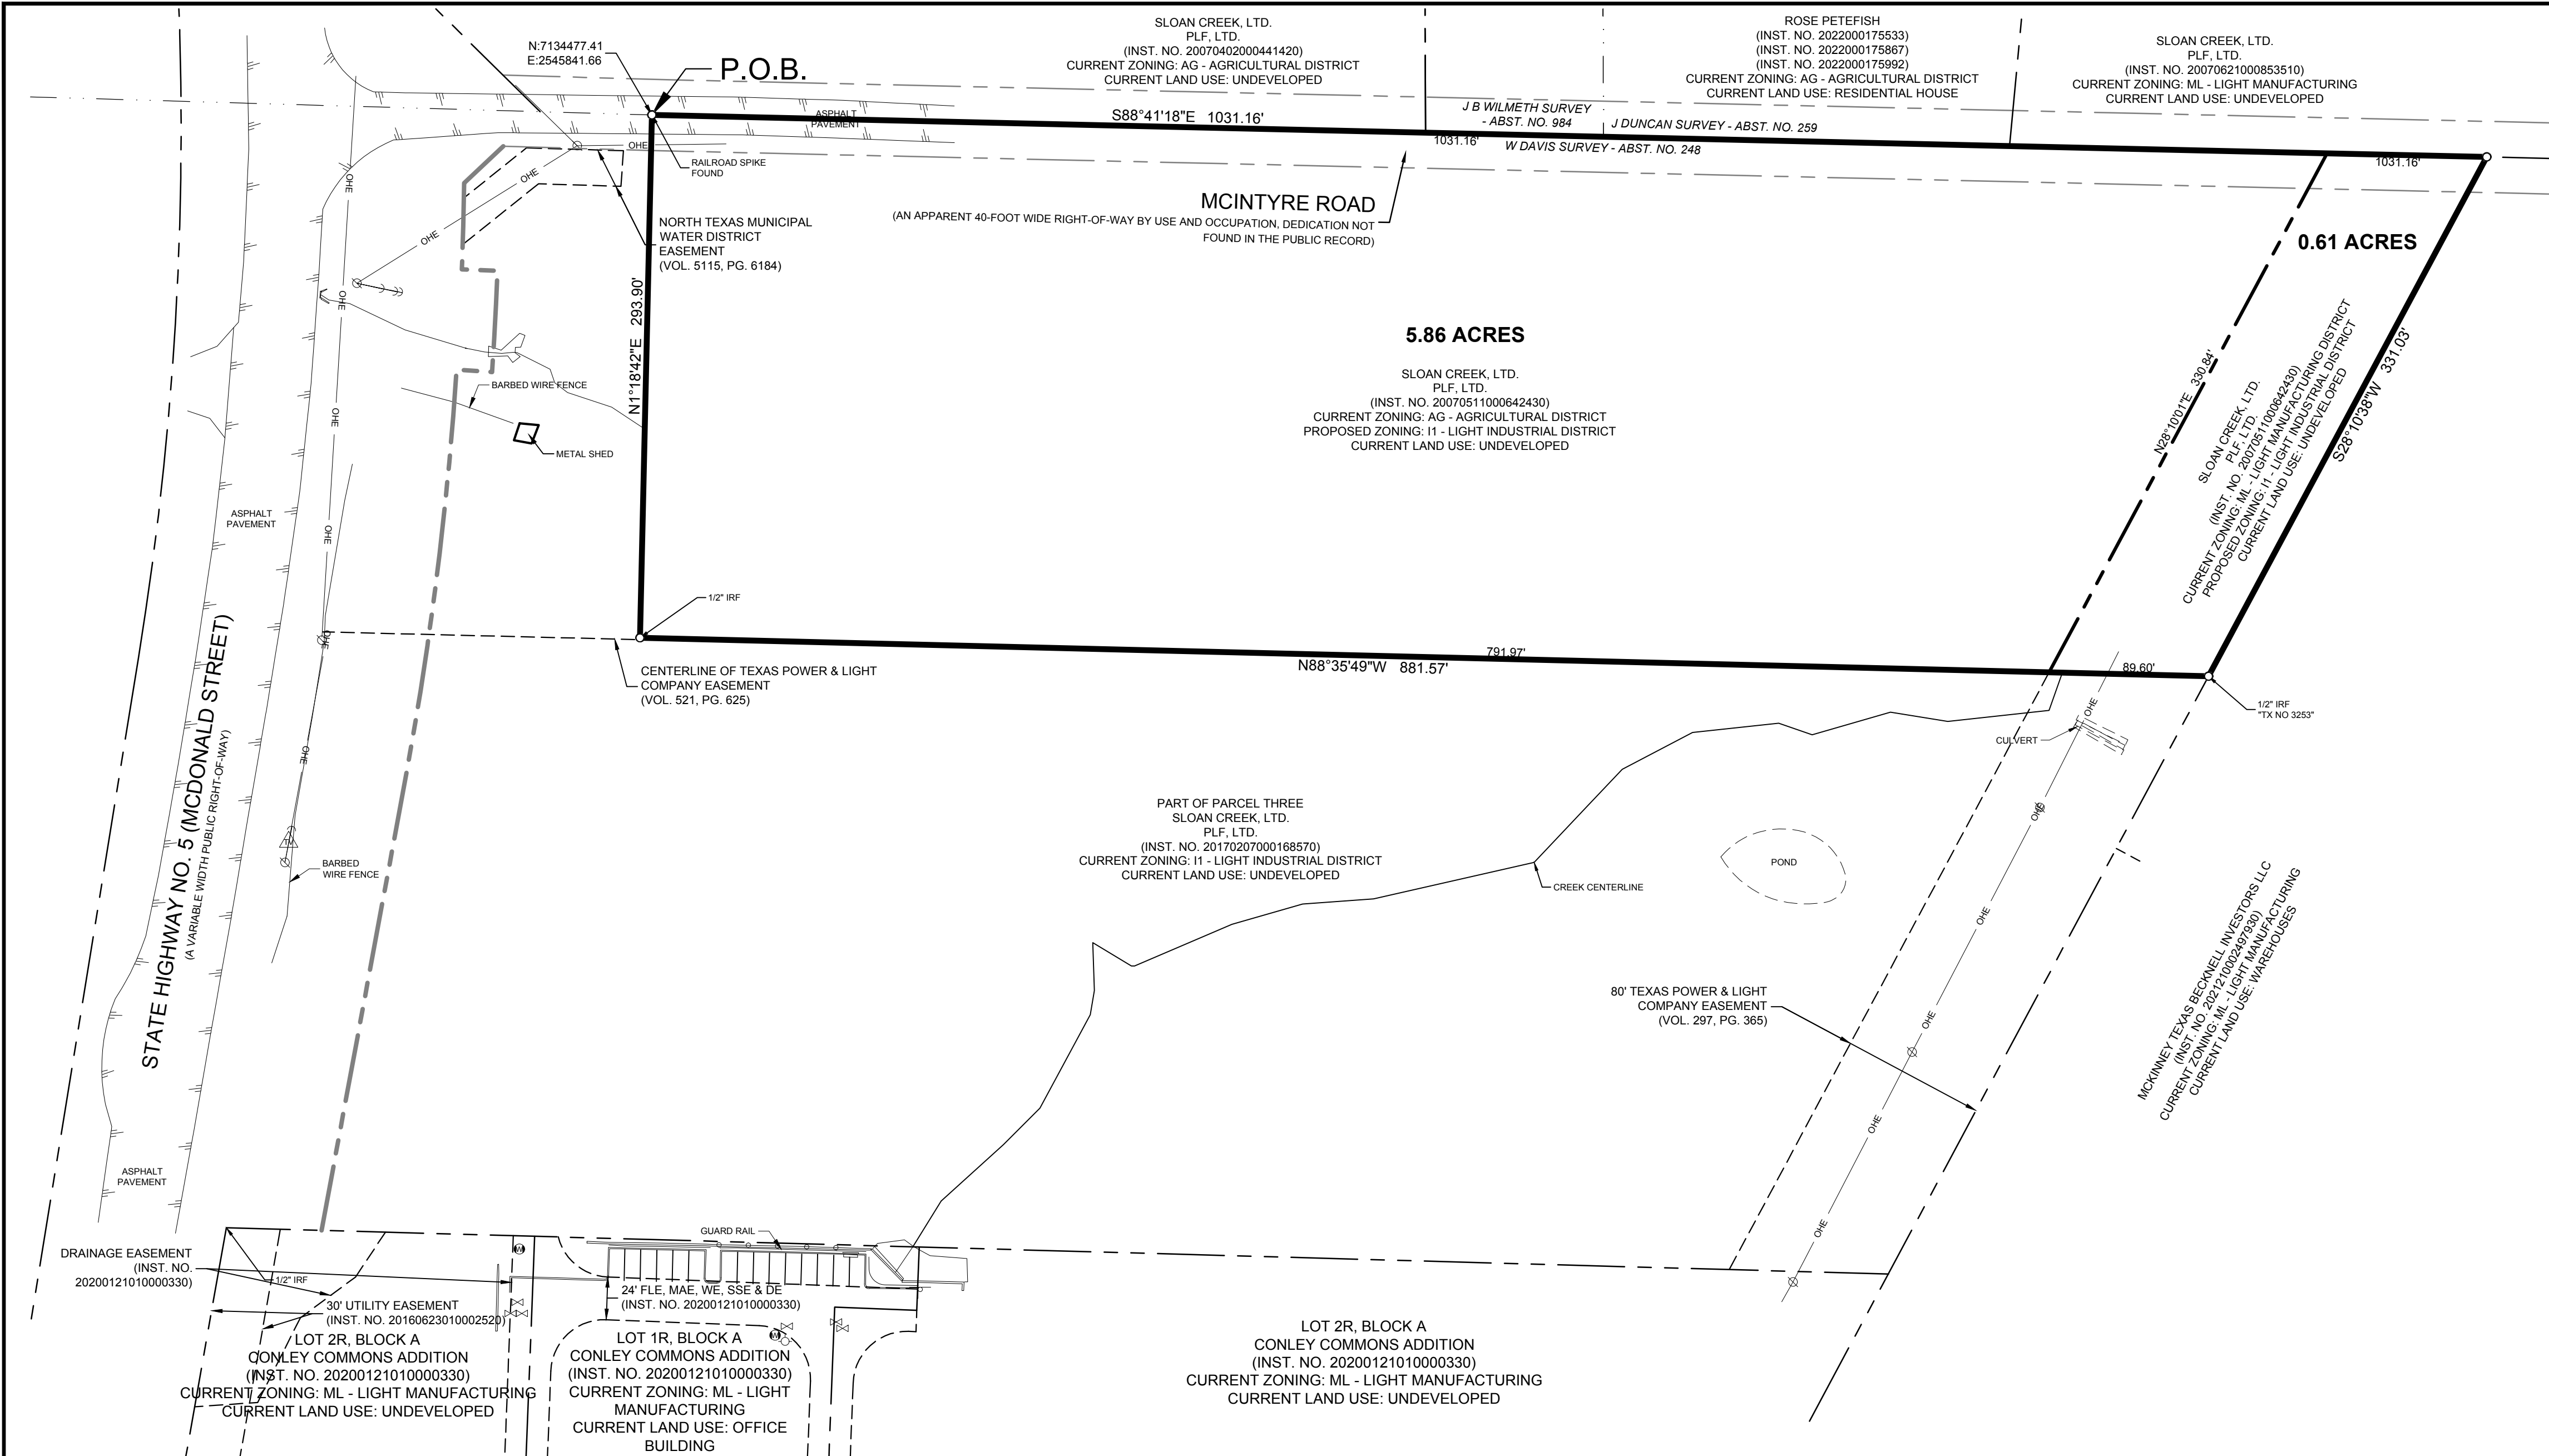 SLOAN CREEK, LTD.
PLF, LTD.
(INST. NO. 20070402000441420)
CURRENT ZONING: AG - AGRICULTURAL DISTRICT
CURRENT LAND USE: UNDEVELOPED
ROSE PETEFISH
(INST. NO. 2022000175533)
(INST. NO. 2022000175867)
(INST. NO. 2022000175992)
CURRENT ZONING: AG - AGRICULTURAL DISTRICT
CURRENT LAND USE: RESIDENTIAL HOUSE
SLOAN CREEK, LTD.
PLF, LTD.
(INST. NO. 20070621000853510)
CURRENT ZONING: ML - LIGHT MANUFACTURING
CURRENT LAND USE: UNDEVELOPED
N:7134477.41
E:2545841.66
P.O.B.
ASPHALT
PAVEMENT
S88°41'18"E 1031.16'
J B WILMETH SURVEY
- ABST. NO. 984
J DUNCAN SURVEY - ABST. NO. 259
1031.16'
W DAVIS SURVEY - ABST. NO. 248
1031.16'
OHE
RAILROAD SPIKE
FOUND
OHE
OHE
OHE
OHE
NORTH TEXAS MUNICIPAL
WATER DISTRICT
EASEMENT
(VOL. 5115, PG. 6184)
MCINTYRE ROAD
(AN APPARENT 40-FOOT WIDE RIGHT-OF-WAY BY USE AND OCCUPATION, DEDICATION NOT
FOUND IN THE PUBLIC RECORD)
0.61 ACRES
N1°18'42"E 293.90'
5.86 ACRES
SLOAN CREEK, LTD.
PLF, LTD.
(INST. NO. 20070511000642430)
CURRENT ZONING: AG - AGRICULTURAL DISTRICT
PROPOSED ZONING: I1 - LIGHT INDUSTRIAL DISTRICT
CURRENT LAND USE: UNDEVELOPED
N28°10'01"E 330.84'
SLOAN CREEK, LTD.
PLF, LTD.
(INST. NO. 20070511000642430)
CURRENT ZONING: ML - LIGHT MANUFACTURING DISTRICT
PROPOSED ZONING: I1 - LIGHT INDUSTRIAL DISTRICT
CURRENT LAND USE: UNDEVELOPED
S28°10'38"W 331.03'
BARBED WIRE FENCE
METAL SHED
OHE
ASPHALT
PAVEMENT
OHE
1/2" IRF
OHE
CENTERLINE OF TEXAS POWER & LIGHT
COMPANY EASEMENT
(VOL. 521, PG. 625)
791.97'
N88°35'49"W 881.57'
89.60'
1/2" IRF
"TX NO 3253"
STATE HIGHWAY NO. 5 (MCDONALD STREET)
(A VARIABLE WIDTH PUBLIC RIGHT-OF-WAY)
OHE
OHE
CULVERT
TV
BARBED
WIRE FENCE
PART OF PARCEL THREE
SLOAN CREEK, LTD.
PLF, LTD.
(INST. NO. 20170207000168570)
CURRENT ZONING: I1 - LIGHT INDUSTRIAL DISTRICT
CURRENT LAND USE: UNDEVELOPED
CREEK CENTERLINE
POND
OHE
OHE
MCKINNEY TEXAS BECKNELL INVESTORS LLC
(INST. NO. 2021210002497930)
CURRENT ZONING: ML - LIGHT MANUFACTURING
CURRENT LAND USE: WAREHOUSES
80' TEXAS POWER & LIGHT
COMPANY EASEMENT
(VOL. 297, PG. 365)
OHE
OHE
OHE
ASPHALT
PAVEMENT
DRAINAGE EASEMENT
(INST. NO.
20200121010000330)
1/2" IRF
GUARD RAIL
W
30' UTILITY EASEMENT
(INST. NO. 20160623010002520)
24' FLE, MAE, WE, SSE & DE
(INST. NO. 20200121010000330)
W
LOT 2R, BLOCK A
CONLEY COMMONS ADDITION
(INST. NO. 20200121010000330)
CURRENT ZONING: ML - LIGHT MANUFACTURING
CURRENT LAND USE: UNDEVELOPED
LOT 1R, BLOCK A
CONLEY COMMONS ADDITION
(INST. NO. 20200121010000330)
CURRENT ZONING: ML - LIGHT
MANUFACTURING
CURRENT LAND USE: OFFICE
BUILDING
LOT 2R, BLOCK A
CONLEY COMMONS ADDITION
(INST. NO. 20200121010000330)
CURRENT ZONING: ML - LIGHT MANUFACTURING
CURRENT LAND USE: UNDEVELOPED